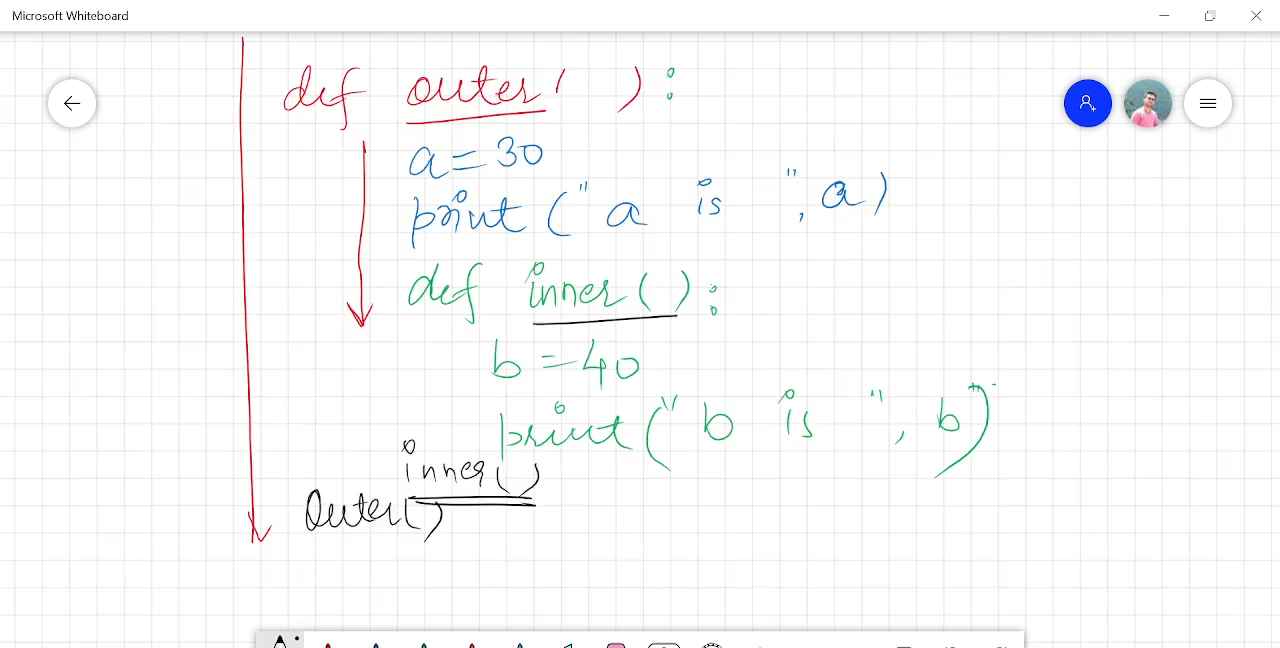 Microsoft Whiteboard
def outer( ):
a=30
print("a is ",a)
def inner():
b=40
print("b is ", b)
inner()
Outer()